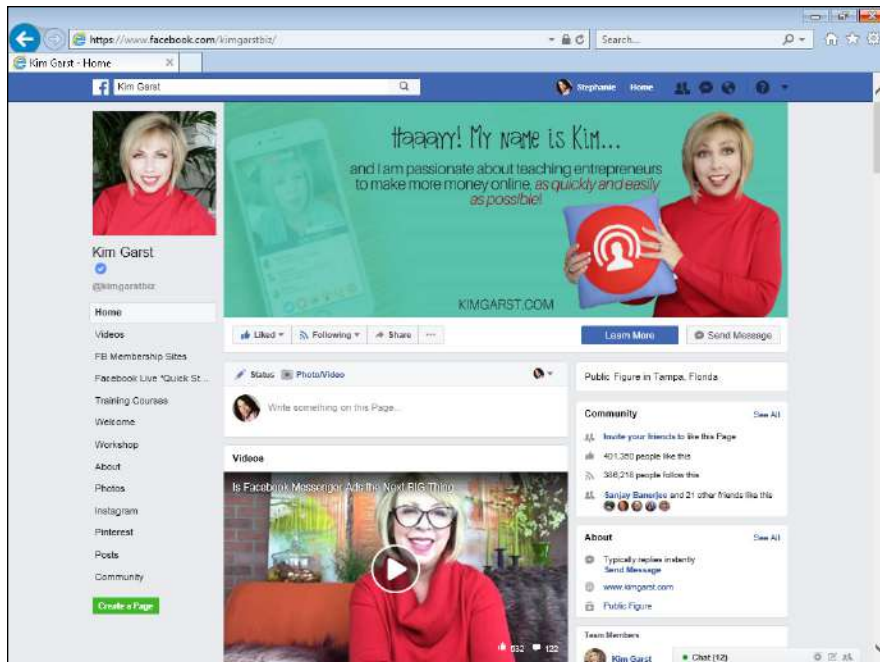 https://www.facebook.com/kimgarstbiz/
Search...
Kim Garst - Home
Kim Garst
Stephanie Home
Haaayy! My name is Kim...
and I am passionate about teaching entrepreneurs
to make more money online, as quickly and easily
as possible!
KIMGARST.COM
Kim Garst
@kimgarstbiz
Home
Videos
FB Membership Sites
Facebook Live "Quick St...
Training Courses
Welcome
Workshop
About
Photos
Instagram
Pinterest
Posts
Community
Create a Page
Liked Following Share ...
Learn More Send Message
Status Photo/Video
Write something on this Page...
Videos
Is Facebook Messenger Ads the Next BIG Thing
532 122
Public Figure in Tampa, Florida
Community See All
Invite your friends to like this Page
401,350 people like this
386,218 people follow this
Sanjay Banerjee and 21 other friends like this
About See All
Typically replies instantly
Send Message
www.kimgarst.com
Public Figure
Team Members
Kim Garst
Chat (12)